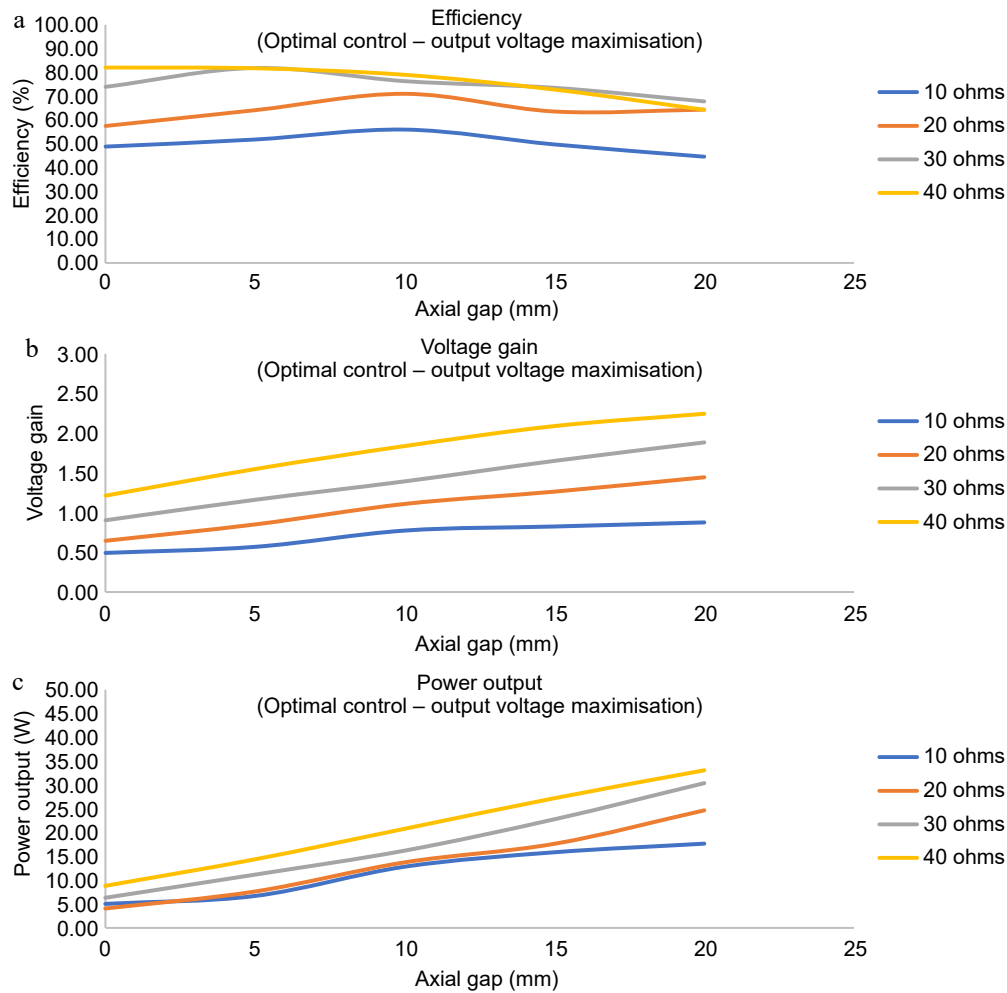 a
Efficiency
(Optimal control – output voltage maximisation)
Efficiency (%)
100.00
90.00
80.00
70.00
60.00
50.00
40.00
30.00
20.00
10.00
0.00
0 5 10 15 20 25
Axial gap (mm)
10 ohms
20 ohms
30 ohms
40 ohms
b
Voltage gain
(Optimal control – output voltage maximisation)
Voltage gain
3.00
2.50
2.00
1.50
1.00
0.50
0.00
0 5 10 15 20 25
Axial gap (mm)
10 ohms
20 ohms
30 ohms
40 ohms
c
Power output
(Optimal control – output voltage maximisation)
Power output (W)
50.00
45.00
40.00
35.00
30.00
25.00
20.00
15.00
10.00
5.00
0.00
0 5 10 15 20 25
Axial gap (mm)
10 ohms
20 ohms
30 ohms
40 ohms